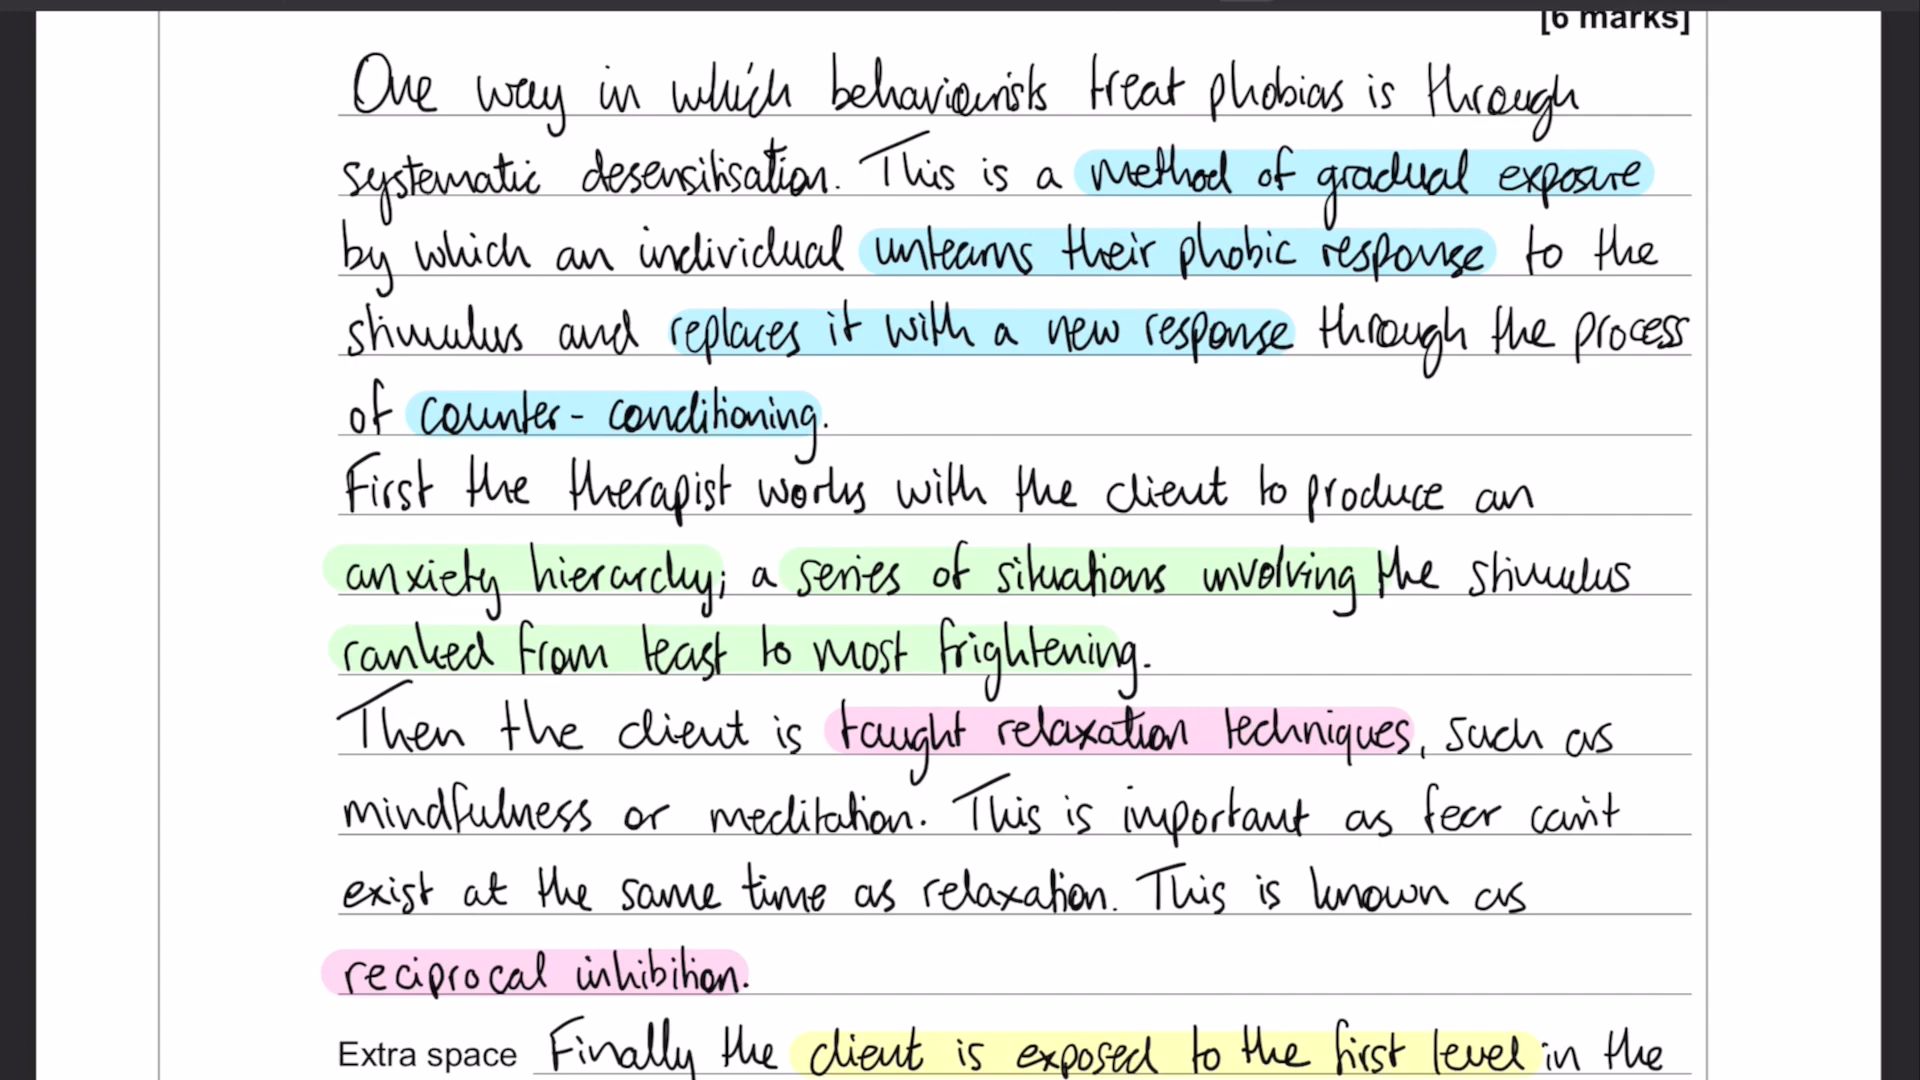 [6 marks]
One way in which behaviourists treat phobias is through
systematic desensitisation. This is a method of gradual exposure
by which an individual unlearns their phobic response to the
stimulus and replaces it with a new response through the process
of counter-conditioning.
First the therapist works with the client to produce an
anxiety hierarchy; a series of situations involving the stimulus
ranked from least to most frightening.
Then the client is taught relaxation techniques, such as
mindfulness or meditation. This is important as fear can't
exist at the same time as relaxation. This is known as
reciprocal inhibition.
Extra space Finally the client is exposed to the first level in the